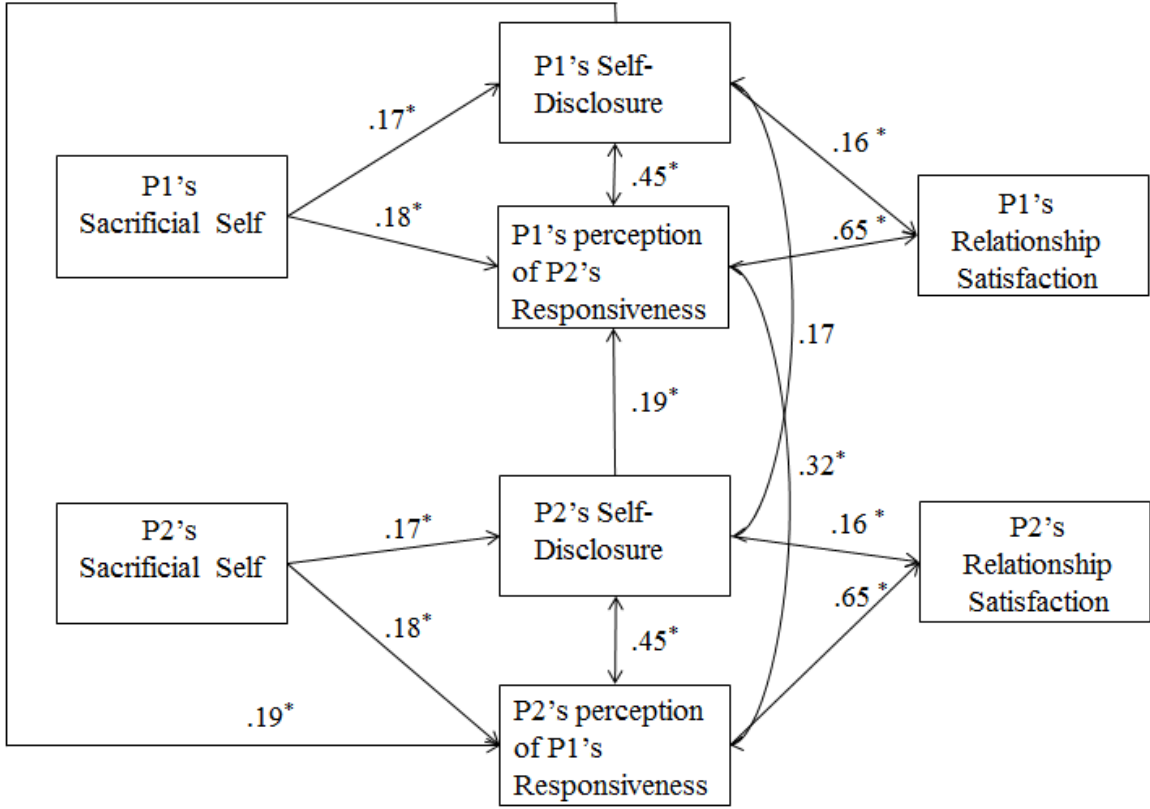 P1's Self-
Disclosure
.17*
.16 *
P1's
Sacrificial Self
.45*
P1's
Relationship
Satisfaction
.18*
P1's perception
of P2's
Responsiveness
.65 *
.17
.19*
.32*
P2's
Sacrificial Self
.17*
P2's Self-
Disclosure
.16 *
P2's
Relationship
Satisfaction
.65 *
.18*
.45*
.19*
P2's perception
of P1's
Responsiveness